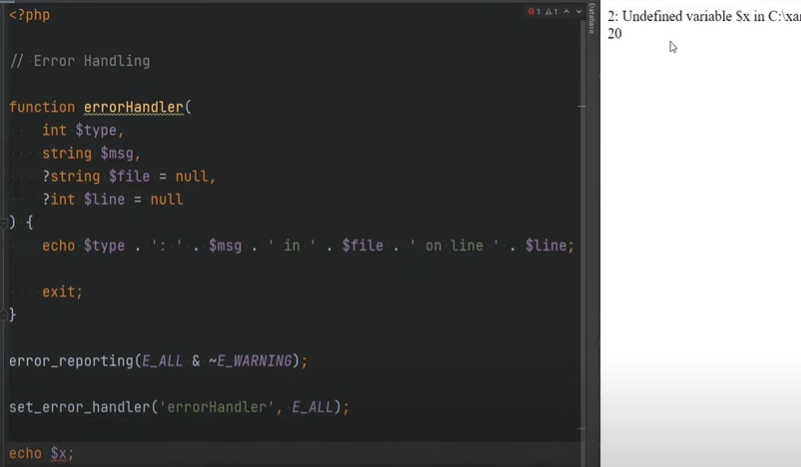 <?php
// Error Handling
function errorHandler(
int $type,
string $msg,
?string $file = null,
?int $line = null
) {
echo $type . ': ' . $msg . ' in ' . $file . ' on line ' . $line;
exit;
}
error_reporting(E_ALL & ~E_WARNING);
set_error_handler('errorHandler', E_ALL);
echo $x;
1 1
Database
2: Undefined variable $x in C:\xa
20